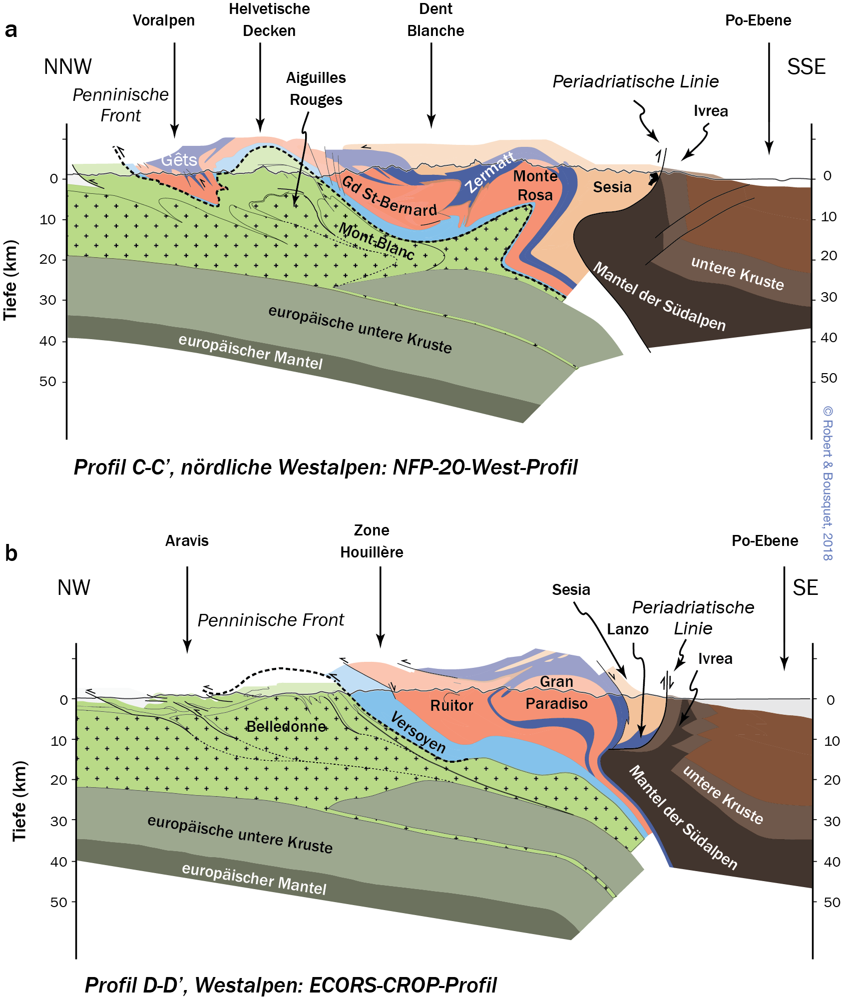 a
Voralpen
Helvetische
Decken
Dent
Blanche
Po-Ebene
NNW
SSE
Penninische
Front
Aiguilles
Rouges
Periadriatische Linie
Ivrea
Gêts
Zermatt
Gd St-Bernard
Monte
Rosa
Sesia
Mont-Blanc
0
10
20
30
40
50
0
10
20
30
40
50
Tiefe (km)
untere Kruste
Mantel der Südalpen
europäische untere Kruste
europäischer Mantel
© Robert & Bousquet, 2018
Profil C-C’, nördliche Westalpen: NFP-20-West-Profil
b
Aravis
Zone
Houillère
Po-Ebene
NW
SE
Penninische Front
Sesia
Lanzo
Periadriatische
Linie
Ivrea
Gran
Paradiso
Ruitor
Versoyen
Belledonne
0
10
20
30
40
50
0
10
20
30
40
50
Tiefe (km)
untere Kruste
Mantel der Südalpen
europäische untere Kruste
europäischer Mantel
Profil D-D’, Westalpen: ECORS-CROP-Profil